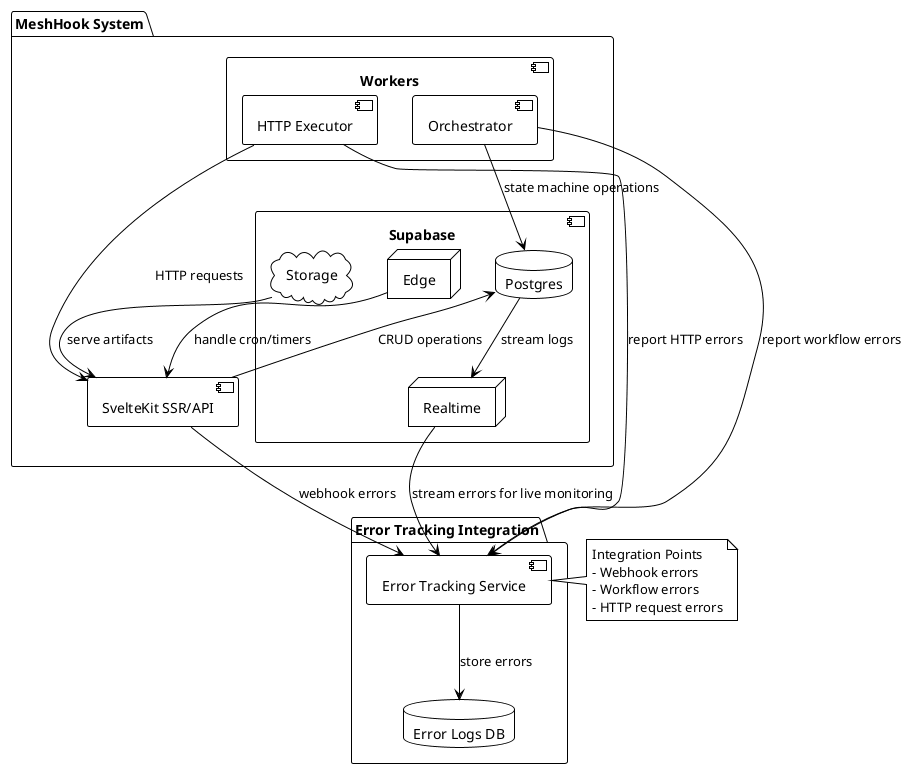 MeshHook System
Workers
HTTP Executor
Orchestrator
state machine operations
Supabase
Storage
Edge
Postgres
HTTP requests
serve artifacts
handle cron/timers
CRUD operations
stream logs
report HTTP errors
report workflow errors
SvelteKit SSR/API
Realtime
webhook errors
stream errors for live monitoring
Error Tracking Integration
Error Tracking Service
Integration Points
- Webhook errors
- Workflow errors
- HTTP request errors
store errors
Error Logs DB